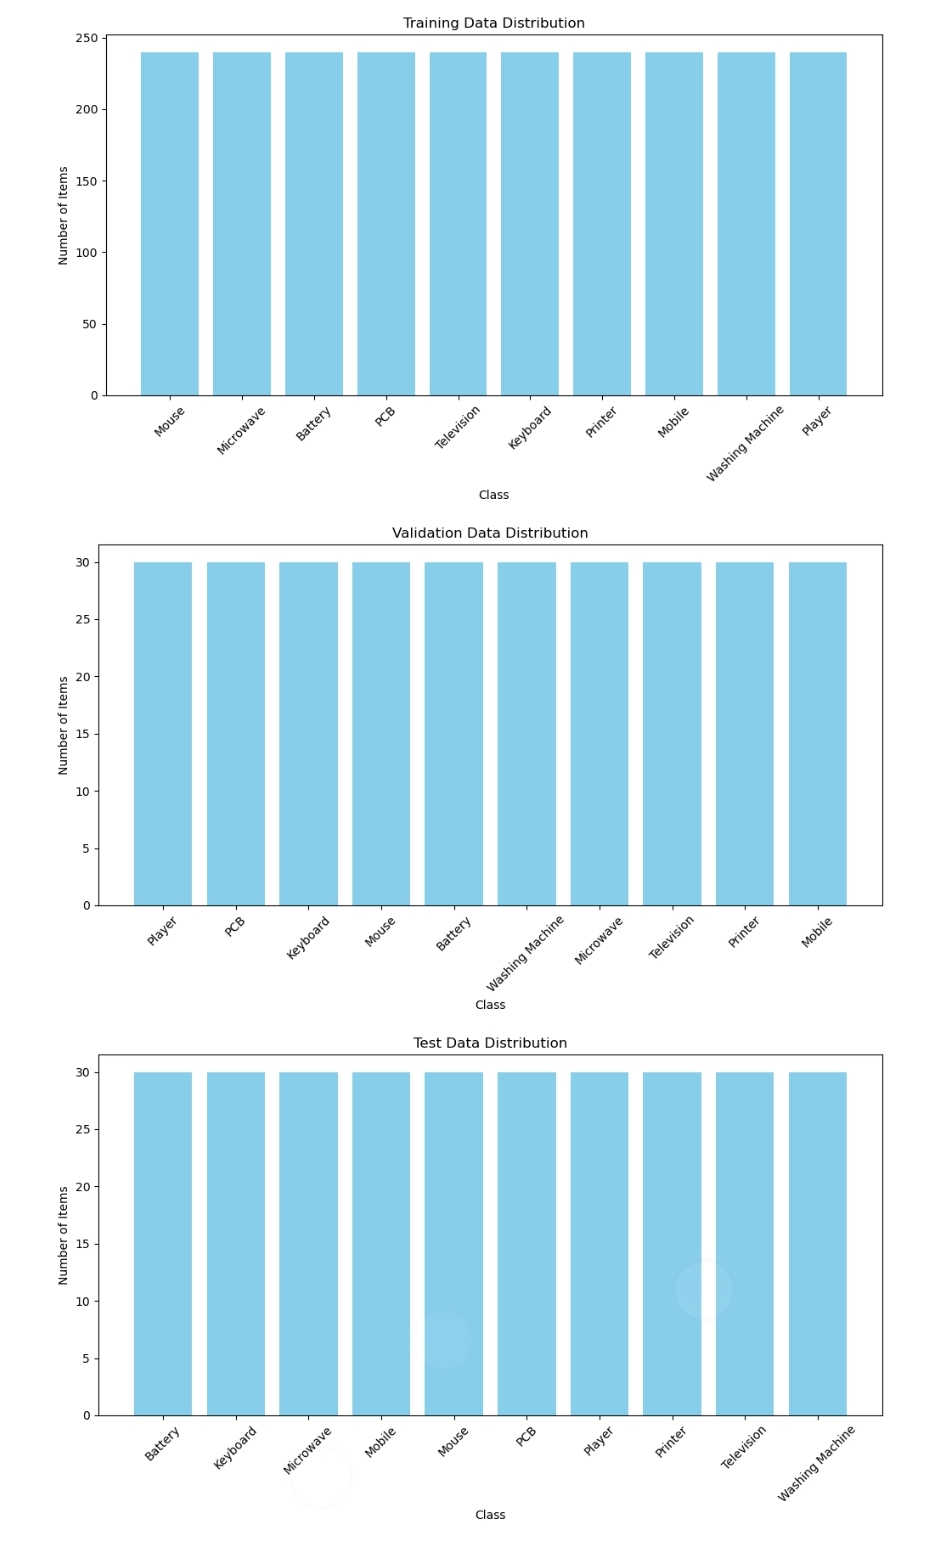 Training Data Distribution
250
200
150
100
50
0
Number of Items
Mouse
Microwave
Battery
PCB
Television
Keyboard
Printer
Mobile
Washing Machine
Player
Class
Validation Data Distribution
30
25
20
15
10
5
0
Number of Items
Player
PCB
Keyboard
Mouse
Battery
Washing Machine
Microwave
Television
Printer
Mobile
Class
Test Data Distribution
30
25
20
15
10
5
0
Number of Items
Battery
Keyboard
Microwave
Mobile
Mouse
PCB
Player
Printer
Television
Washing Machine
Class